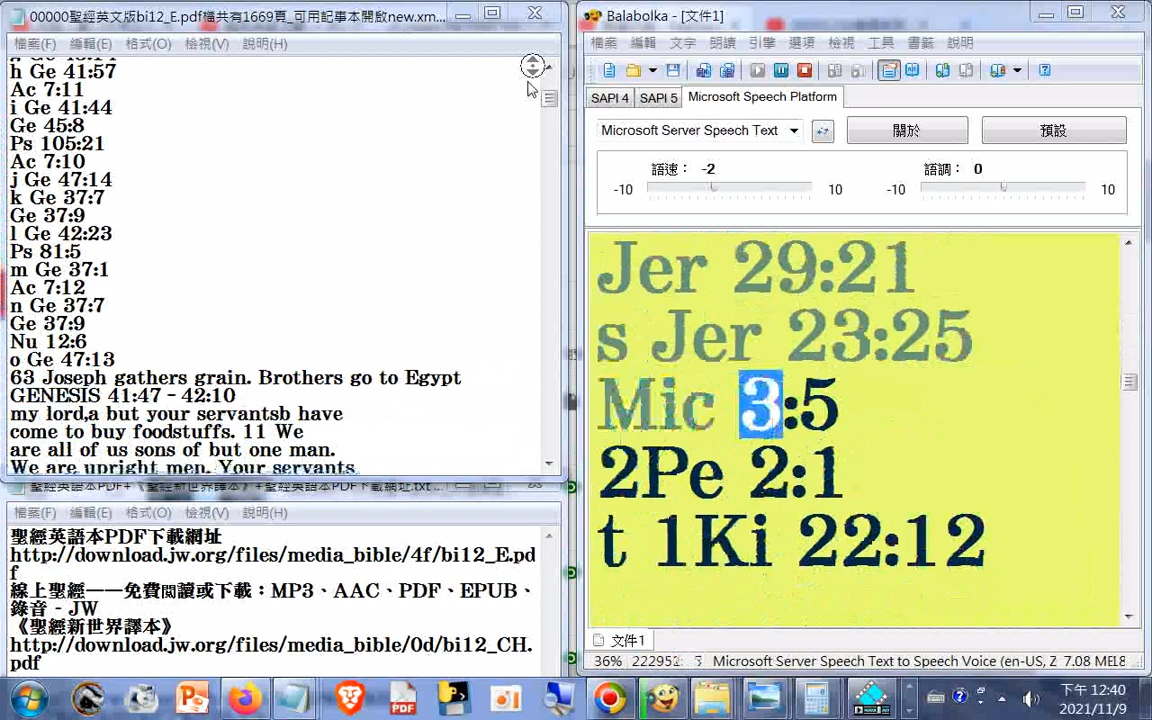 00000聖經英文版bi12_E.pdf檔共有1669頁_可用記事本開啟new.xm...
檔案(F) 編輯(E) 格式(O) 檢視(V) 說明(H)
h Ge 41:57
Ac 7:11
i Ge 41:44
Ge 45:8
Ps 105:21
Ac 7:10
j Ge 47:14
k Ge 37:7
Ge 37:9
l Ge 42:23
Ps 81:5
m Ge 37:1
Ac 7:12
n Ge 37:7
Ge 37:9
Nu 12:6
o Ge 47:13
63 Joseph gathers grain. Brothers go to Egypt
GENESIS 41:47 – 42:10
my lord,a but your servantsb have
come to buy foodstuffs. 11 We
are all of us sons of but one man.
We are upright men. Your servants
聖經英語本PDF+《聖經新世界譯本》+聖經英語本PDF下載網址.txt ...
檔案(F) 編輯(E) 格式(O) 檢視(V) 說明(H)
聖經英語本PDF下載網址
http://download.jw.org/files/media_bible/4f/bi12_E.pd
f
線上聖經——免費閱讀或下載：MP3、AAC、PDF、EPUB、
錄音 - JW
《聖經新世界譯本》
http://download.jw.org/files/media_bible/0d/bi12_CH.
pdf
Balabolka - [文件1]
檔案 編輯 文字 朗讀 引擎 選項 檢視 工具 書籤 說明
SAPI 4 SAPI 5 Microsoft Speech Platform
Microsoft Server Speech Text 關於 預設
語速： -2 語調： 0
-10 10 -10 10
Jer 29:21
s Jer 23:25
Mic 3:5
2Pe 2:1
t 1Ki 22:12
文件1
36% Microsoft Server Speech Text to Speech Voice (en-US, Z 7.08 МЕБ
下午 12:40
2021/11/9